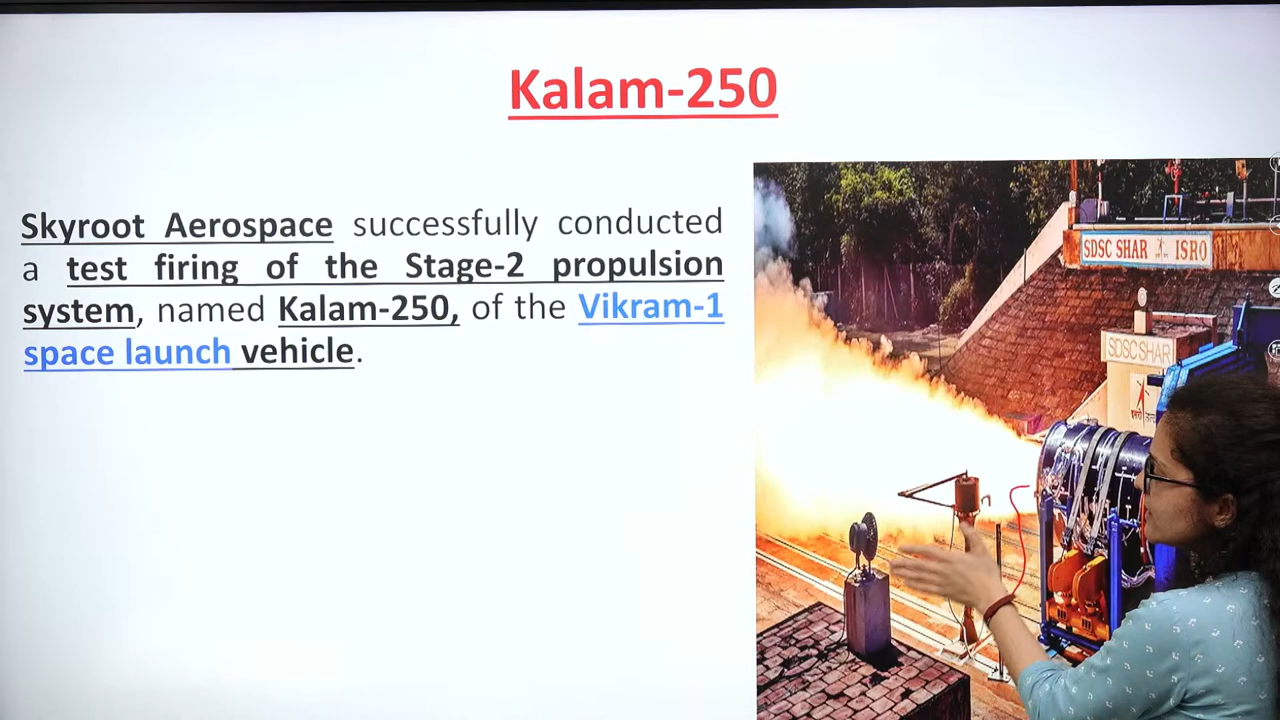 Kalam-250
Skyroot Aerospace successfully conducted
a test firing of the Stage-2 propulsion
system, named Kalam-250, of the Vikram-1
space launch vehicle.
SDSC SHAR ISRO
SDSC SHAR